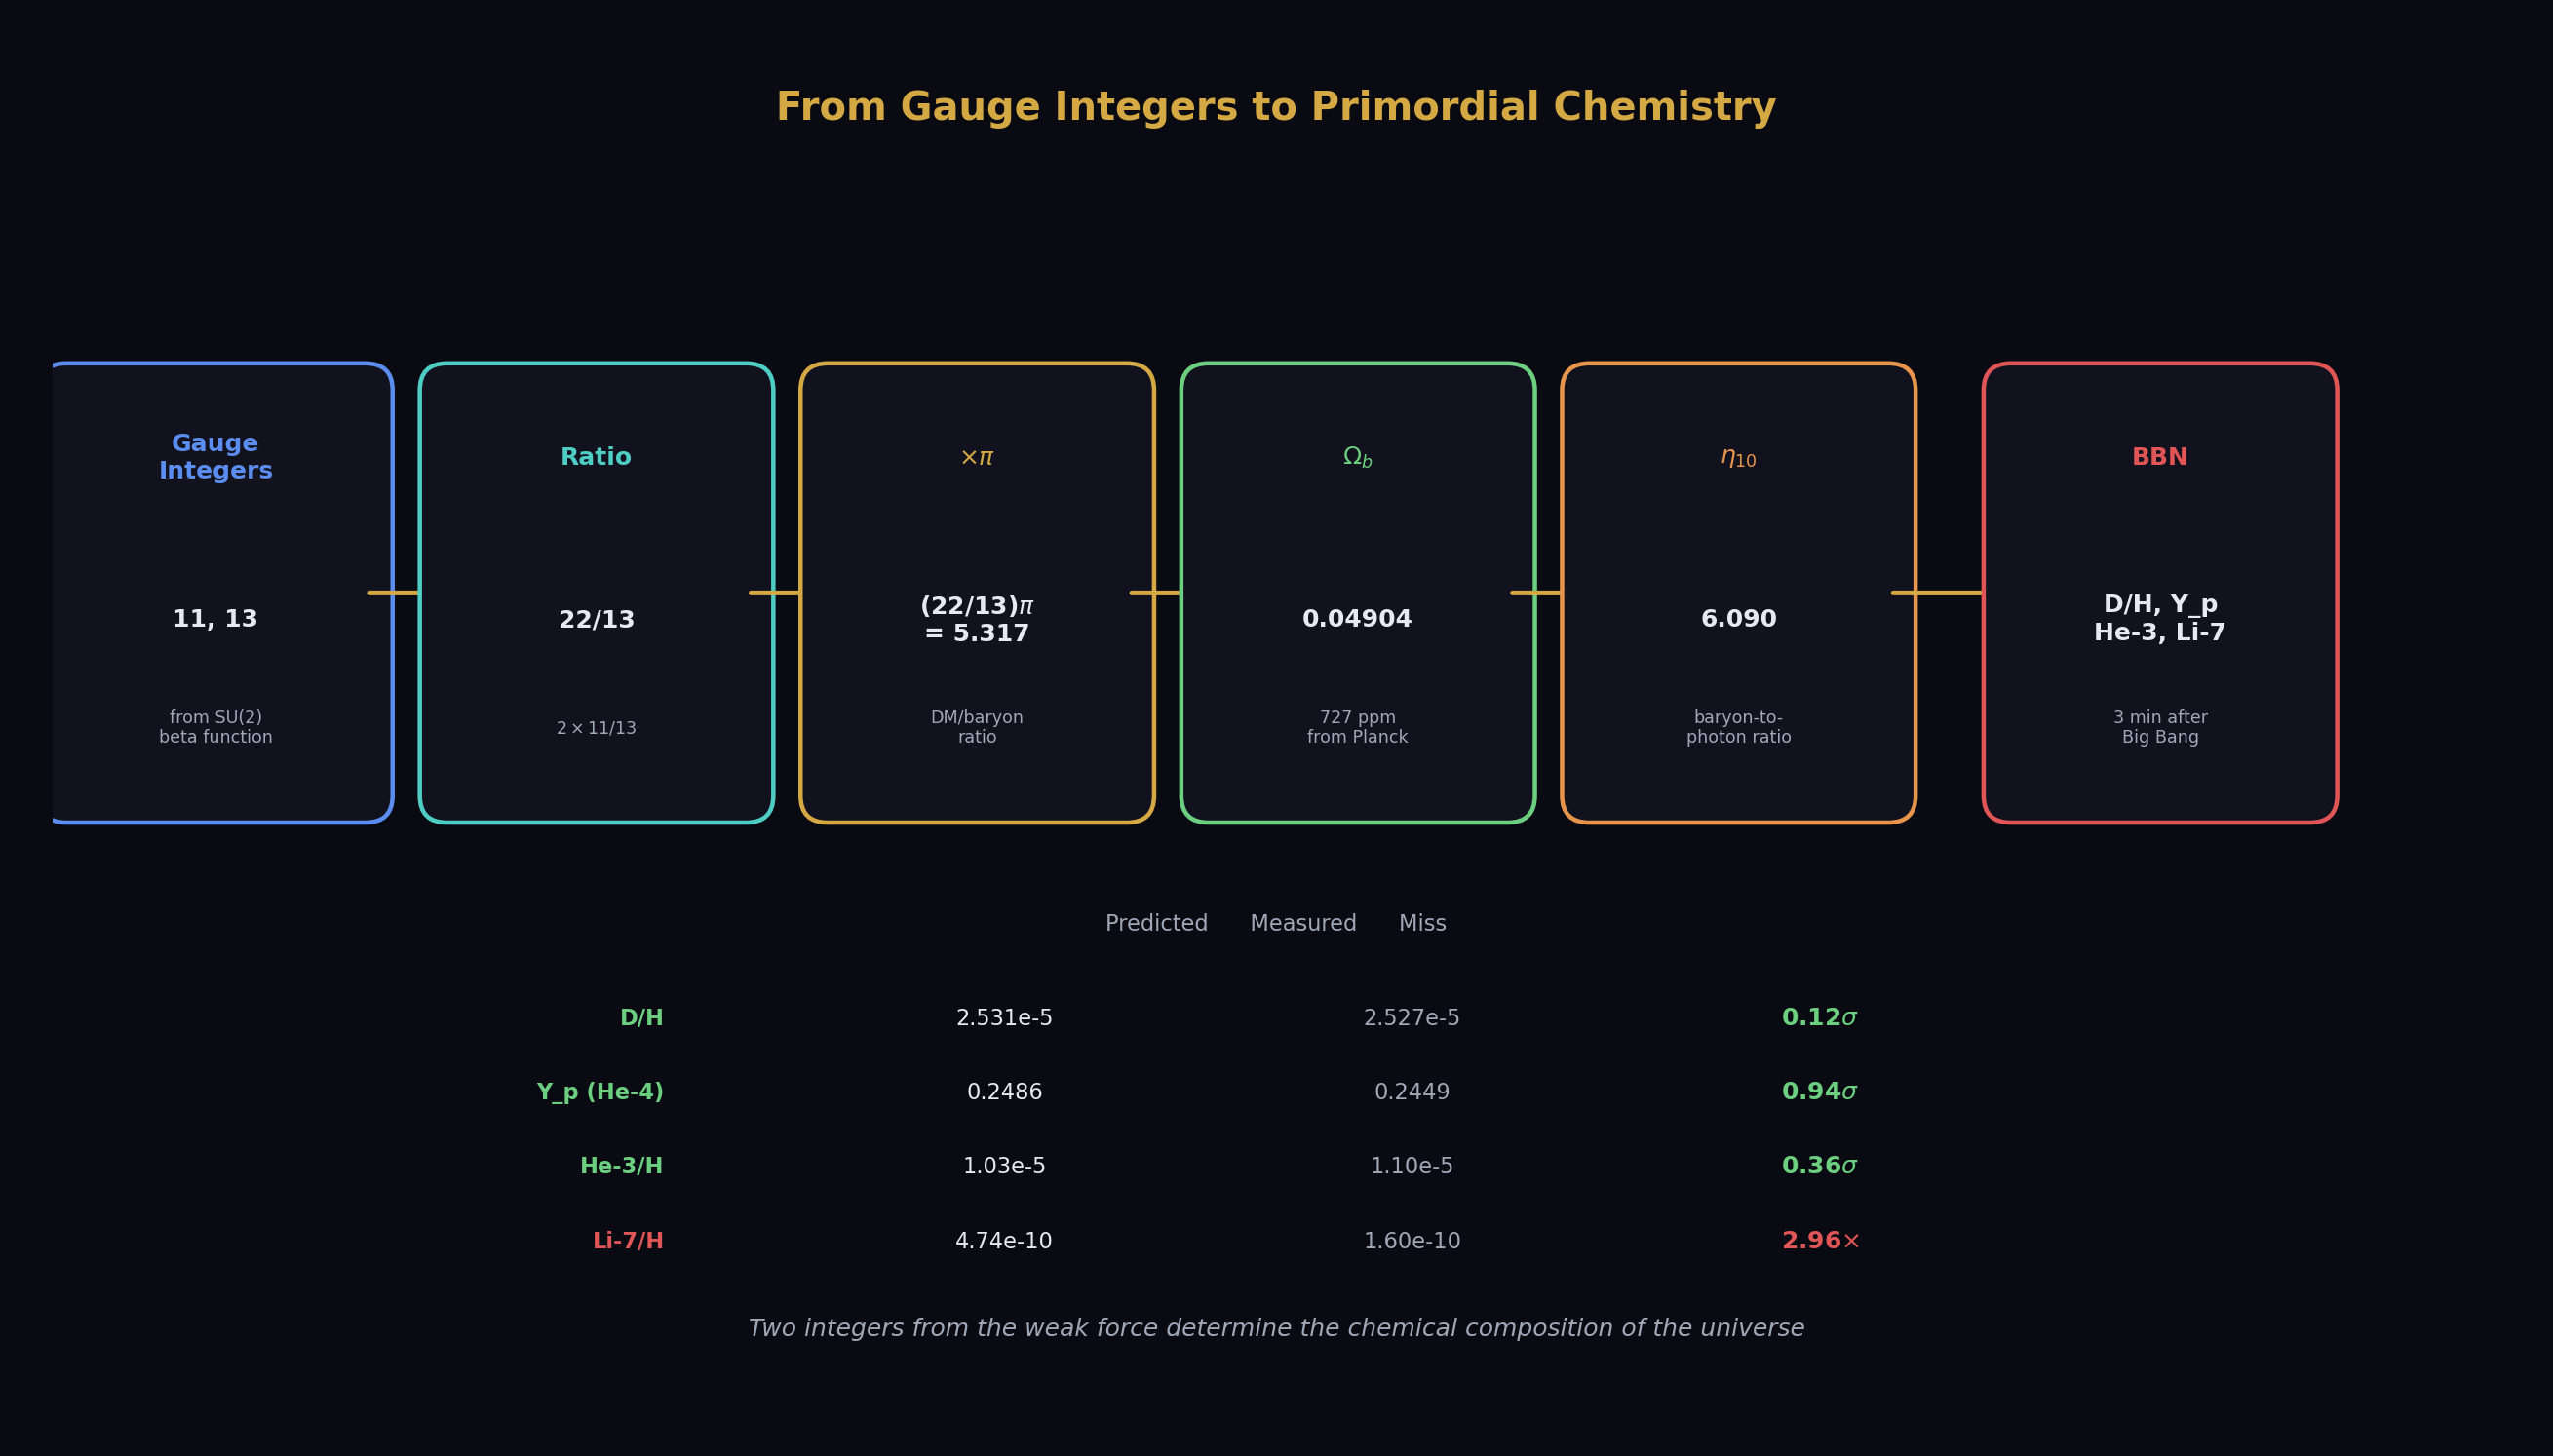 From Gauge Integers to Primordial Chemistry
Gauge
Integers
11, 13
from SU(2)
beta function
Ratio
22/13
2 × 11/13
×π
(22/13)π
= 5.317
DM/baryon
ratio
Ω_b
0.04904
727 ppm
from Planck
η₁₀
6.090
baryon-to-
photon ratio
BBN
D/H, Y_p
He-3, Li-7
3 min after
Big Bang
Predicted Measured Miss
D/H 2.531e-5 2.527e-5 0.12σ
Y_p (He-4) 0.2486 0.2449 0.94σ
He-3/H 1.03e-5 1.10e-5 0.36σ
Li-7/H 4.74e-10 1.60e-10 2.96×
Two integers from the weak force determine the chemical composition of the universe